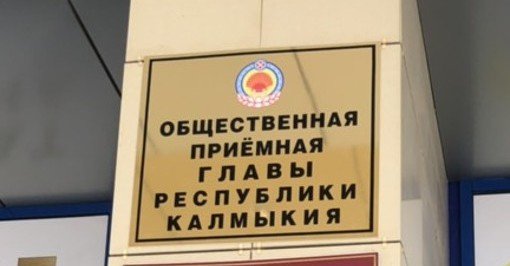 ОБЩЕСТВЕННАЯ
ПРИЁМНАЯ
ГЛАВЫ
РЕСПУБЛИКИ
КАЛМЫКИЯ